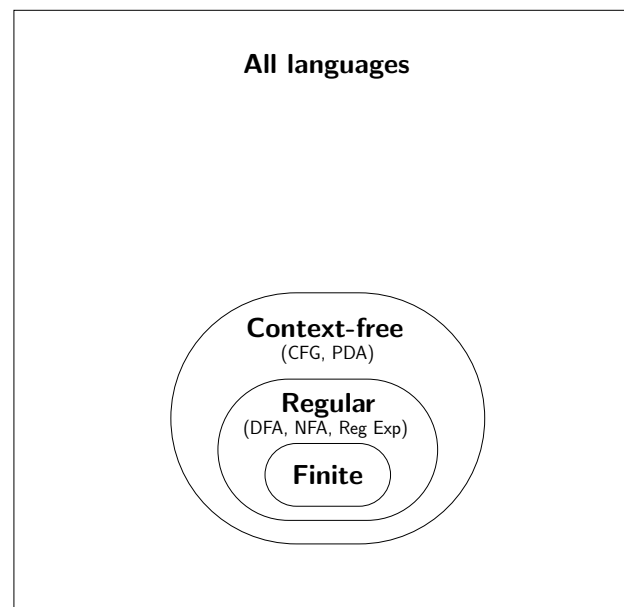 All languages
Context-free
(CFG, PDA)
Regular
(DFA, NFA, Reg Exp)
Finite